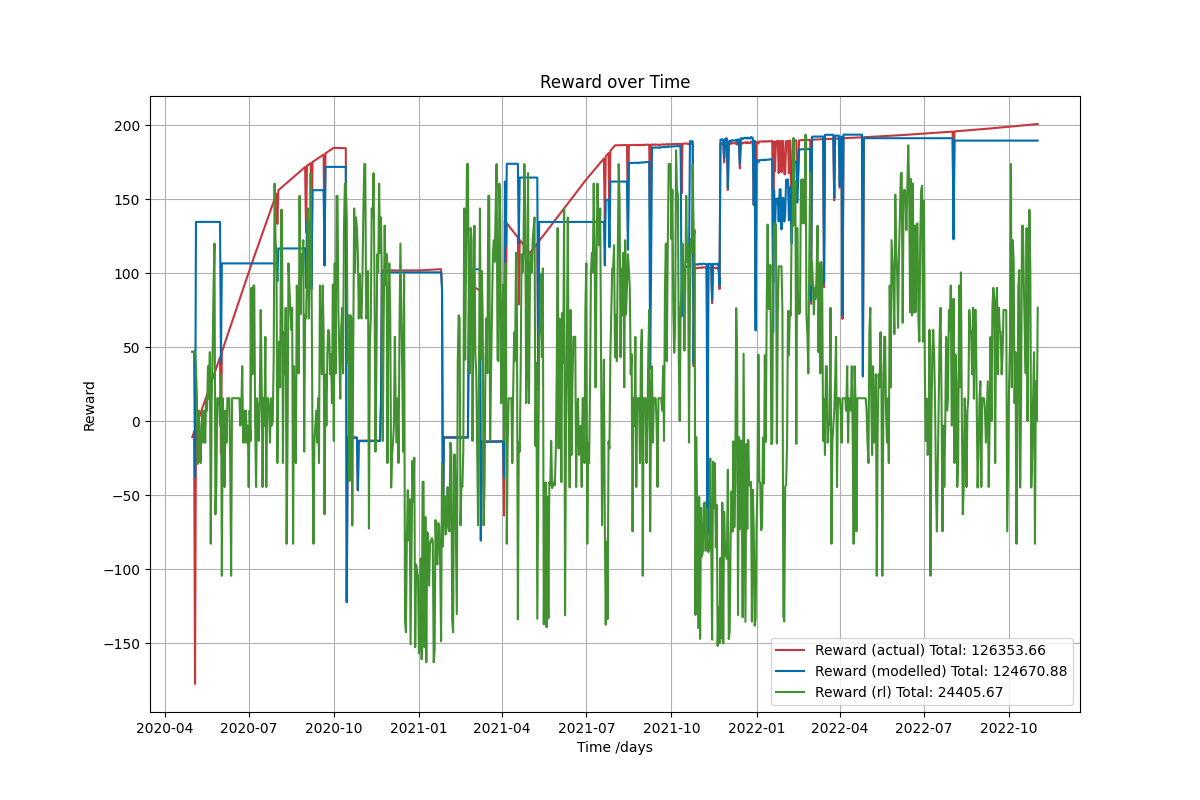 Reward over Time
Reward
200
150
100
50
0
−50
−100
−150
2020-04 2020-07 2020-10 2021-01 2021-04 2021-07 2021-10 2022-01 2022-04 2022-07 2022-10
Time /days
Reward (actual) Total: 126353.66
Reward (modelled) Total: 124670.88
Reward (rl) Total: 24405.67